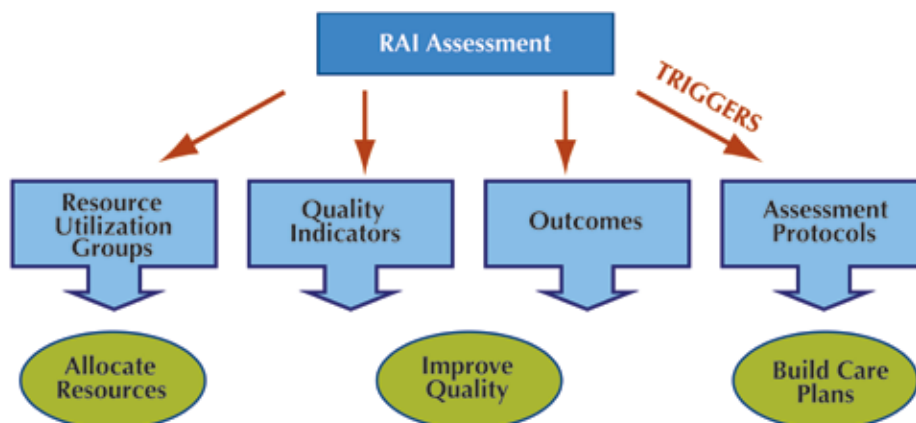 RAI Assessment
TRIGGERS
Resource
Utilization
Groups
Quality
Indicators
Outcomes
Assessment
Protocols
Allocate
Resources
Improve
Quality
Build Care
Plans